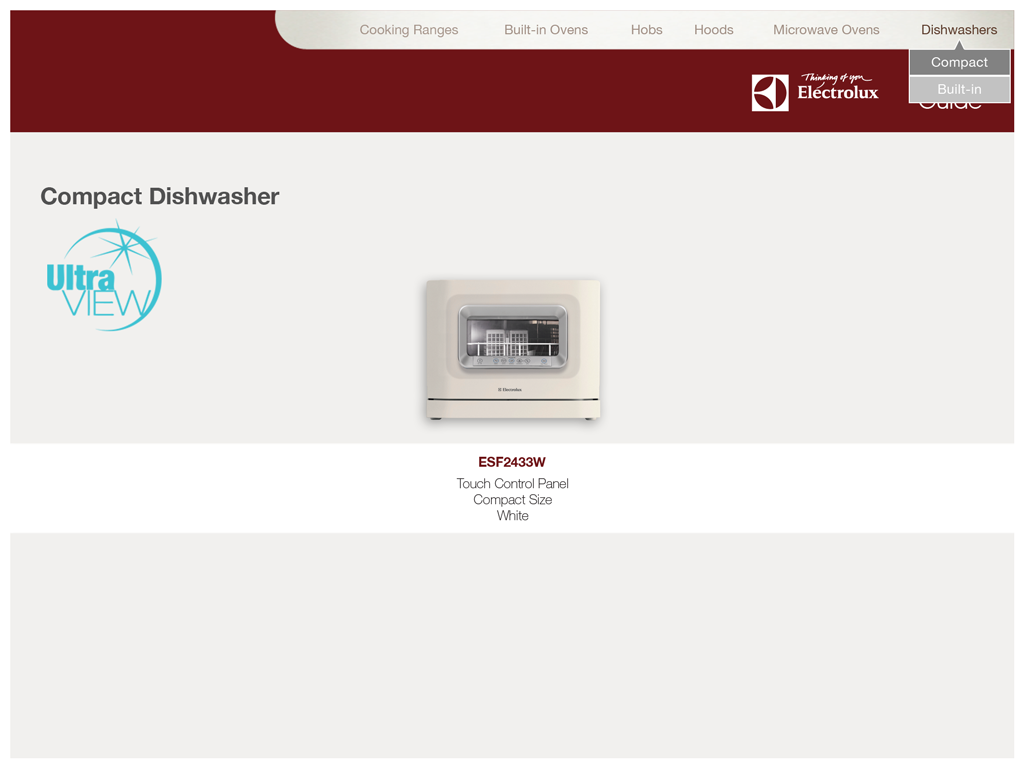 Cooking Ranges Built-in Ovens Hobs Hoods Microwave Ovens Dishwashers
Compact
Built-in
Thinking of you
Electrolux
Guide
Compact Dishwasher
Ultra
VIEW
Electrolux
ESF2433W
Touch Control Panel
Compact Size
White